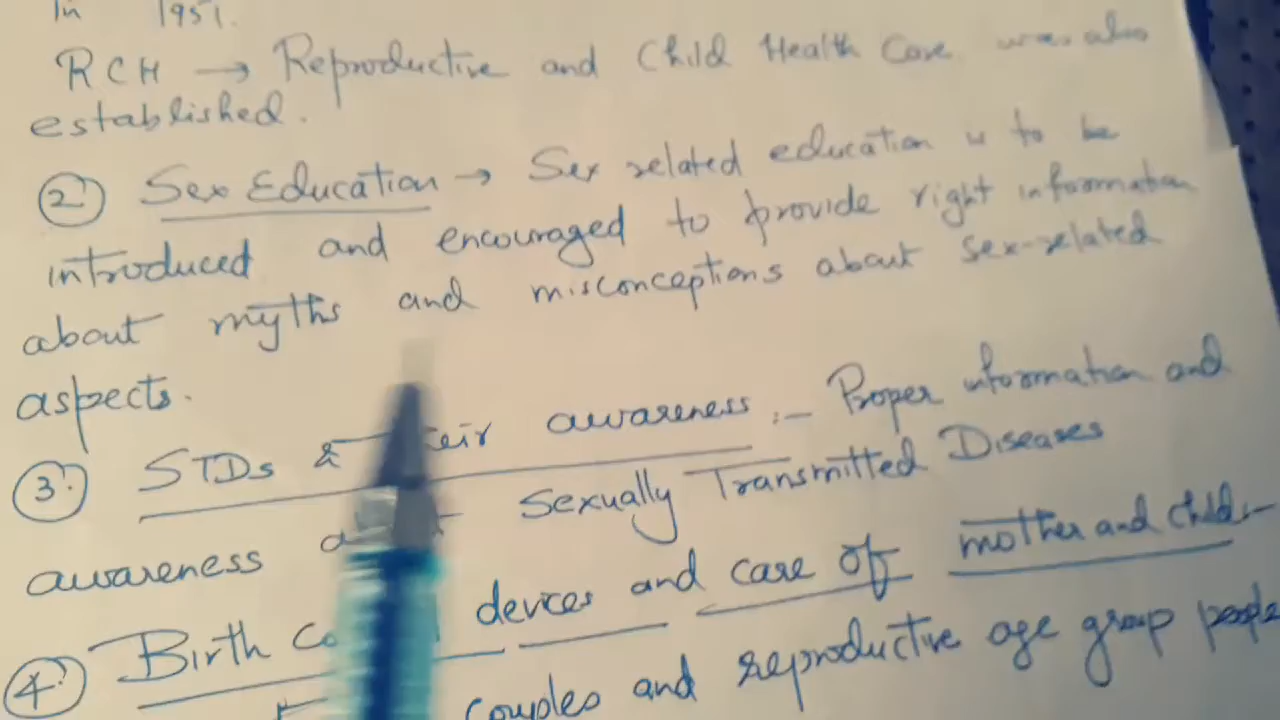 In 1951.
RCH → Reproductive and Child Health Care was also
established.
2. Sex Education → Sex related education is to be
introduced and encouraged to provide right information
about myths and misconceptions about sex-related
aspects.
3. STDs & their awareness :- Proper information and
awareness Sexually Transmitted Diseases
4. Birth devices and care of mother and child:-
couples and reproductive age group people